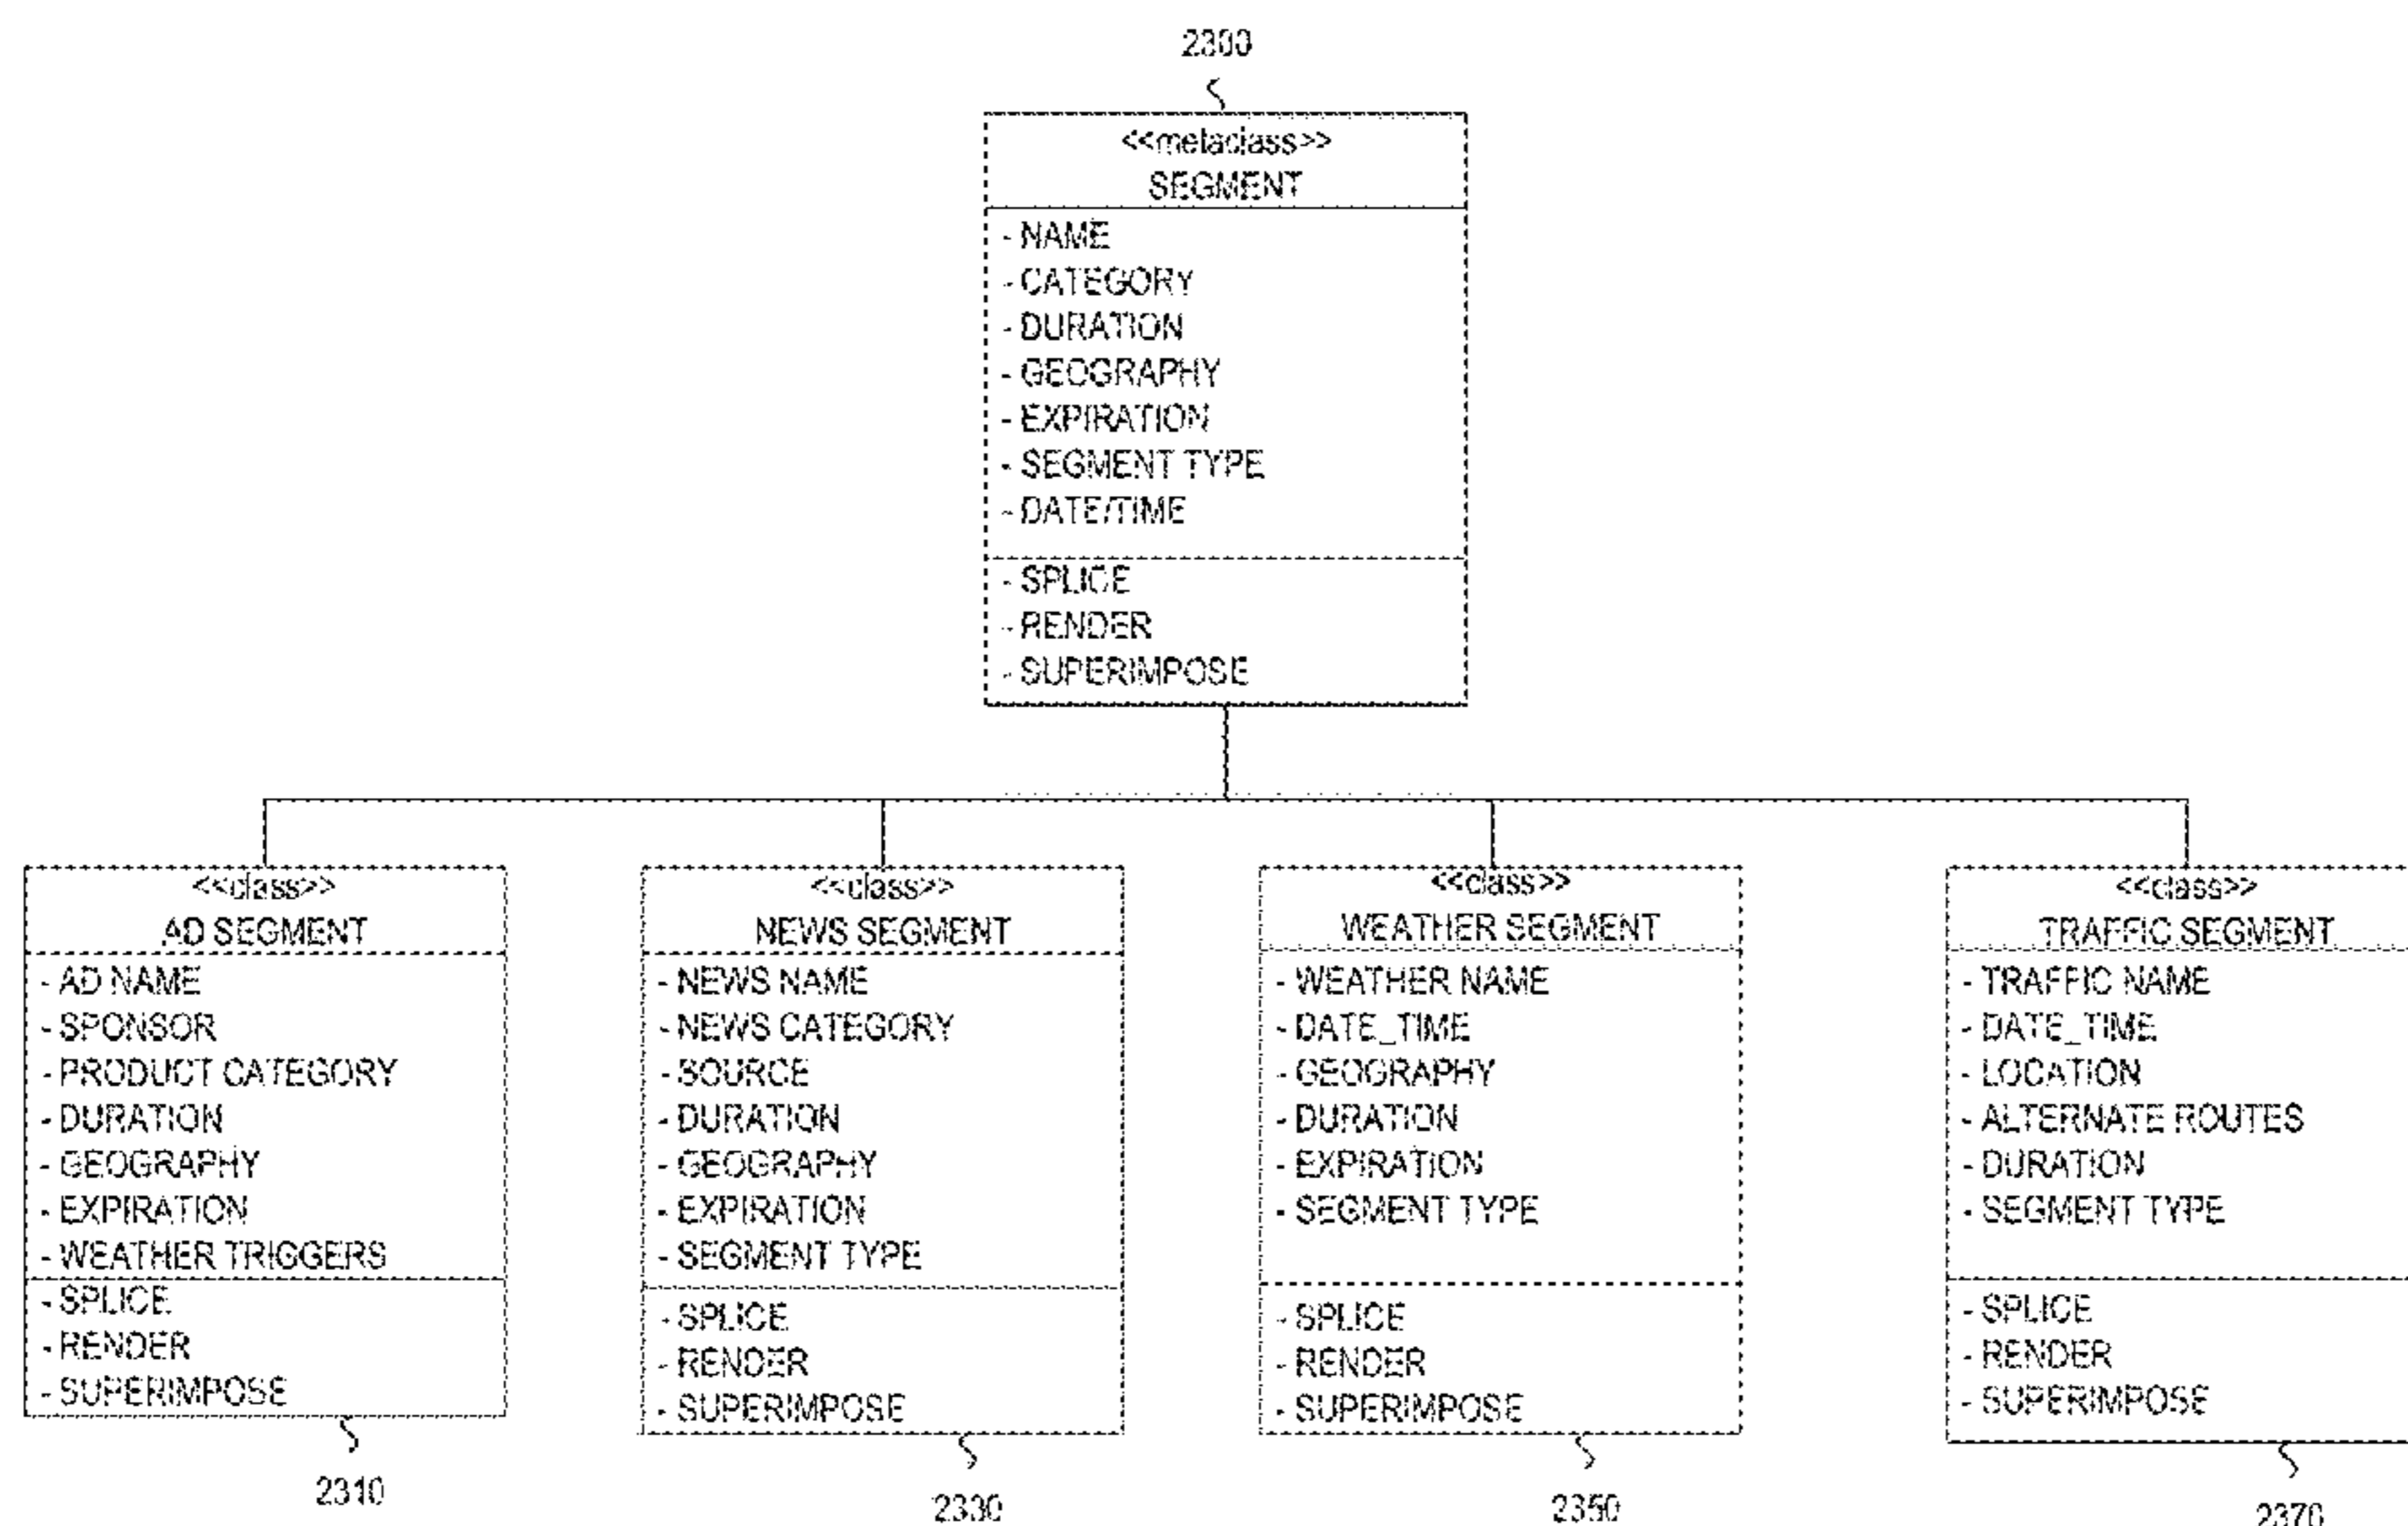 2300
<<metaclass>>
SEGMENT
- NAME
- CATEGORY
- DURATION
- GEOGRAPHY
- EXPIRATION
- SEGMENT TYPE
- DATE/TIME
- SPLICE
- RENDER
- SUPERIMPOSE
<<class>>
AD SEGMENT
- AD NAME
- SPONSOR
- PRODUCT CATEGORY
- DURATION
- GEOGRAPHY
- EXPIRATION
- WEATHER TRIGGERS
- SPLICE
- RENDER
- SUPERIMPOSE
2310
<<class>>
NEWS SEGMENT
- NEWS NAME
- NEWS CATEGORY
- SOURCE
- DURATION
- GEOGRAPHY
- EXPIRATION
- SEGMENT TYPE
- SPLICE
- RENDER
- SUPERIMPOSE
2330
<<class>>
WEATHER SEGMENT
- WEATHER NAME
- DATE_TIME
- GEOGRAPHY
- DURATION
- EXPIRATION
- SEGMENT TYPE
- SPLICE
- RENDER
- SUPERIMPOSE
2350
<<class>>
TRAFFIC SEGMENT
- TRAFFIC NAME
- DATE_TIME
- LOCATION
- ALTERNATE ROUTES
- DURATION
- SEGMENT TYPE
- SPLICE
- RENDER
- SUPERIMPOSE
2370